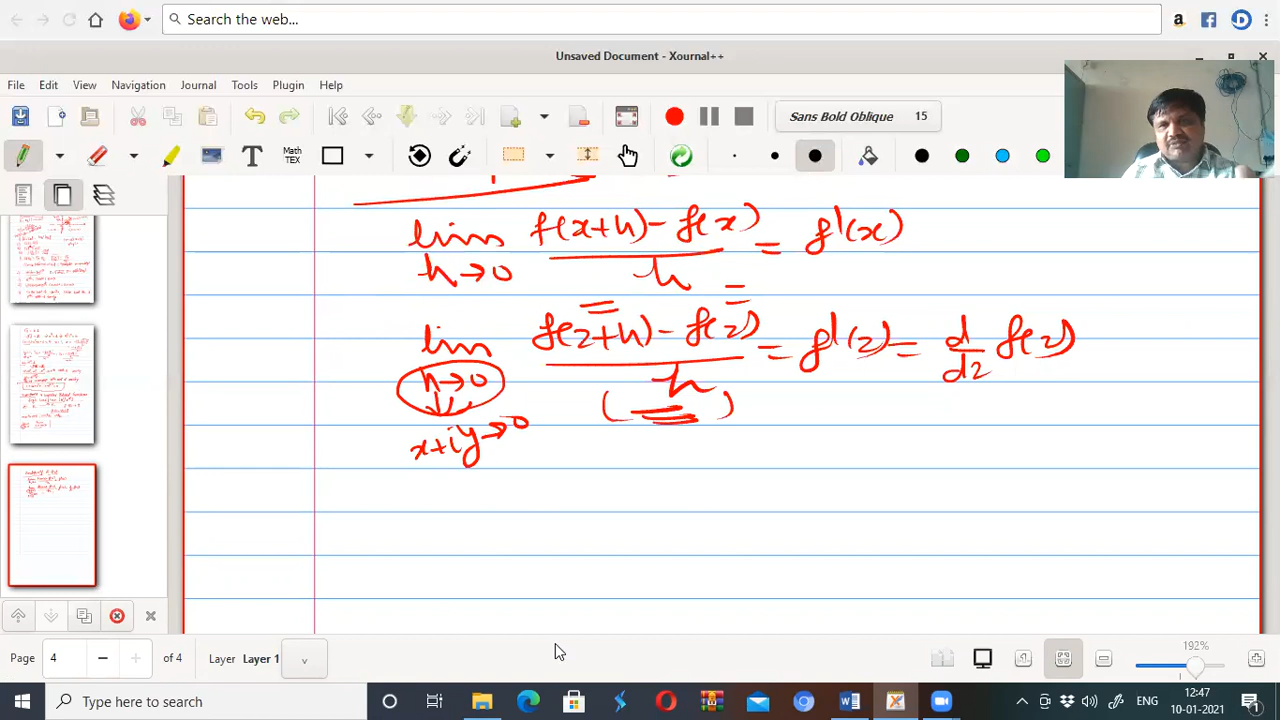 Search the web...
Unsaved Document - Xournal++
File Edit View Navigation Journal Tools Plugin Help
Math TEX Sans Bold Oblique 15
lim h→0 f(x+h) - f(x) / h = f'(x)
lim h→0 f(z+h) - f(z) / h = f'(z) = d/dz f(z)
x+iy→0
Page 4 of 4 Layer Layer 1 192%
Type here to search ENG 12:47
10-01-2021